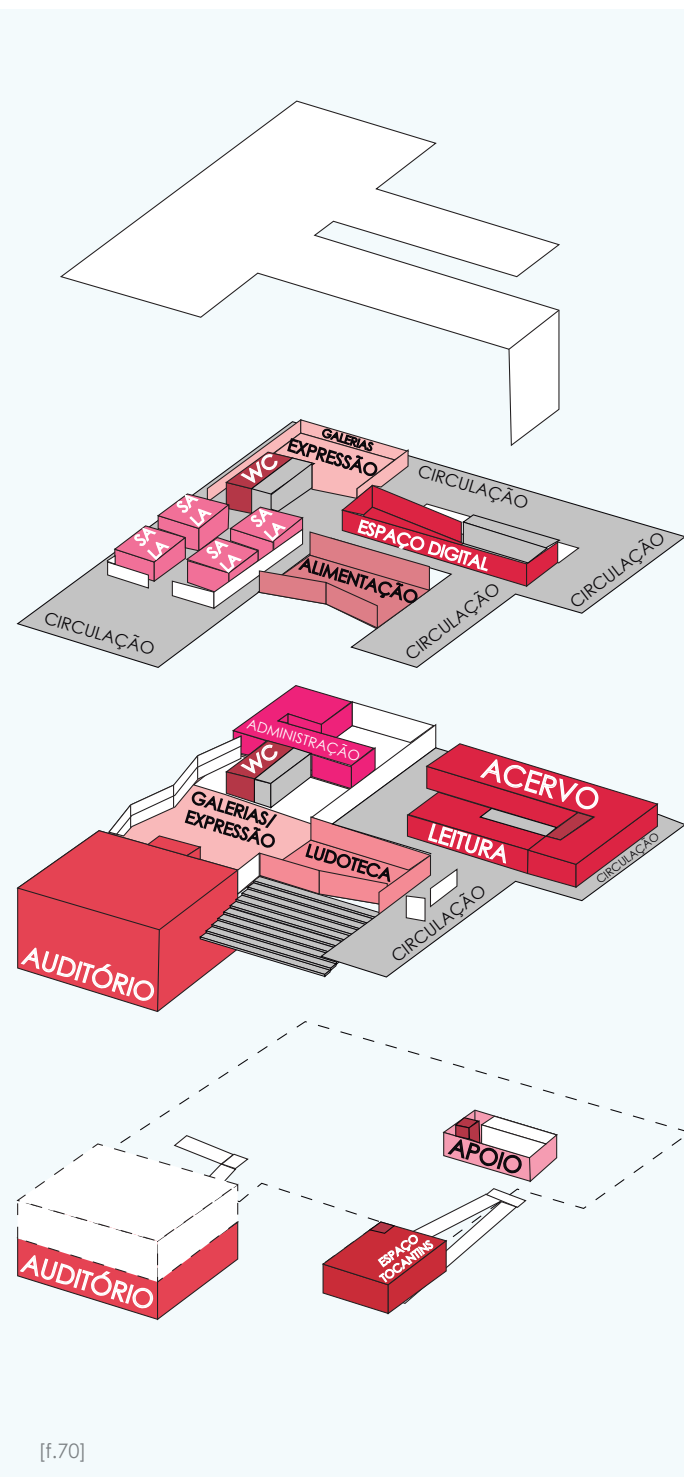 GALERIAS
EXPRESSÃO
WC
CIRCULAÇÃO
SA
LA
SA
LA
SA
LA
SA
LA
ESPAÇO DIGITAL
ALIMENTAÇÃO
CIRCULAÇÃO
CIRCULAÇÃO
CIRCULAÇÃO
ADMINISTRAÇÃO
WC
ACERVO
GALERIAS/
EXPRESSÃO
LEITURA
LUDOTECA
CIRCULAÇÃO
CIRCULAÇÃO
AUDITÓRIO
APOIO
ESPAÇO
TOCANTINS
AUDITÓRIO
[f.70]